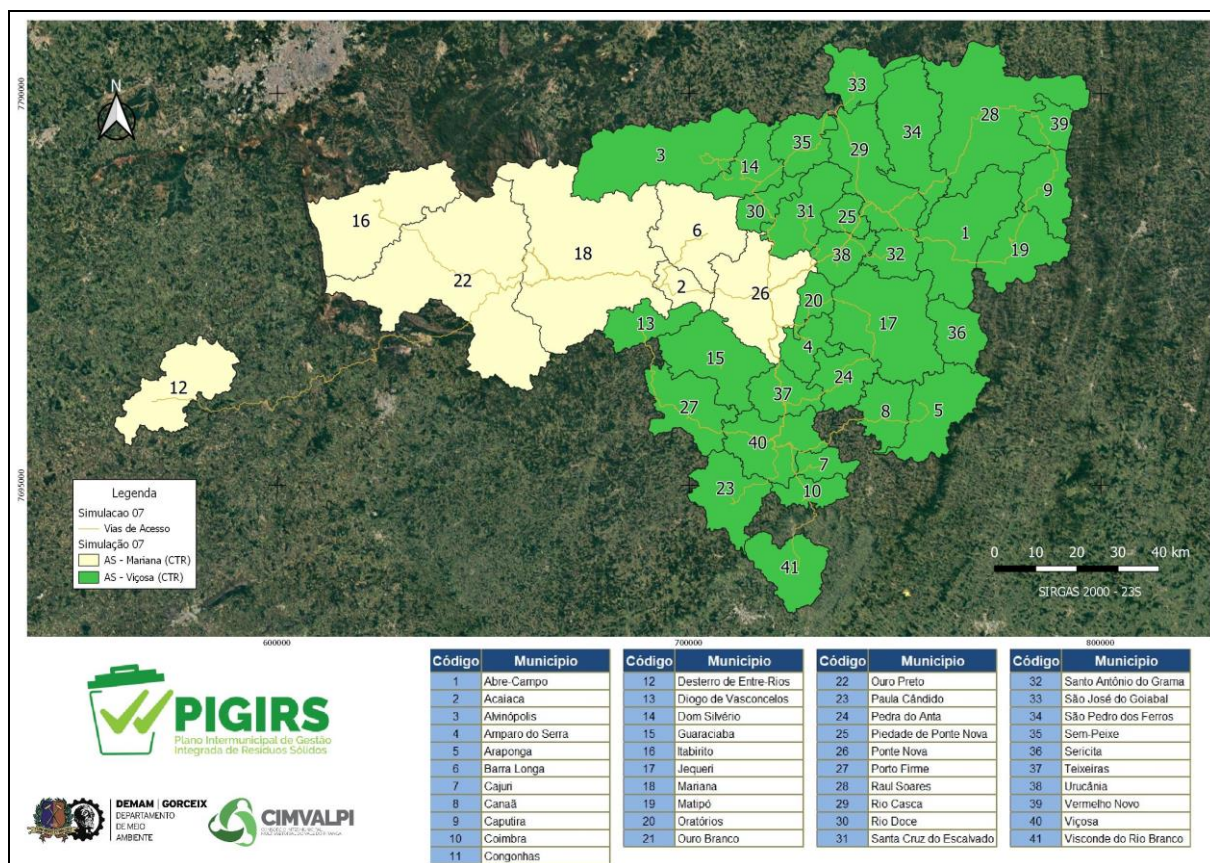 N
7790000
7695000
33
28
34
39
35
29
3
14
9
16
30
31
25
6
1
18
19
22
38
32
2
26
20
17
13
36
4
15
12
24
37
27
8
5
40
7
23
10
41
Legenda
Simulacao 07
Vias de Acesso
Simulação 07
AS - Mariana (CTR)
AS - Viçosa (CTR)
0 10 20 30 40 km
SIRGAS 2000 - 23S
600000 700000 800000
PIGIRS
Plano Intermunicipal de Gestão
Integrada de Resíduos Sólidos
DEMAM | GORCEIX
DEPARTAMENTO
DE MEIO
AMBIENTE
CIMVALPI
Código Município
1 Abre-Campo
2 Acaiaca
3 Alvinópolis
4 Amparo do Serra
5 Araponga
6 Barra Longa
7 Cajuri
8 Canaã
9 Caputira
10 Coimbra
11 Congonhas
Código Município
12 Desterro de Entre-Rios
13 Diogo de Vasconcelos
14 Dom Silvério
15 Guaraciaba
16 Itabirito
17 Jequeri
18 Mariana
19 Matipó
20 Oratórios
21 Ouro Branco
Código Município
22 Ouro Preto
23 Paula Cândido
24 Pedra do Anta
25 Piedade de Ponte Nova
26 Ponte Nova
27 Porto Firme
28 Raul Soares
29 Rio Casca
30 Rio Doce
31 Santa Cruz do Escalvado
Código Município
32 Santo Antônio do Grama
33 São José do Goiabal
34 São Pedro dos Ferros
35 Sem-Peixe
36 Sericita
37 Teixeiras
38 Urucânia
39 Vermelho Novo
40 Viçosa
41 Visconde do Rio Branco